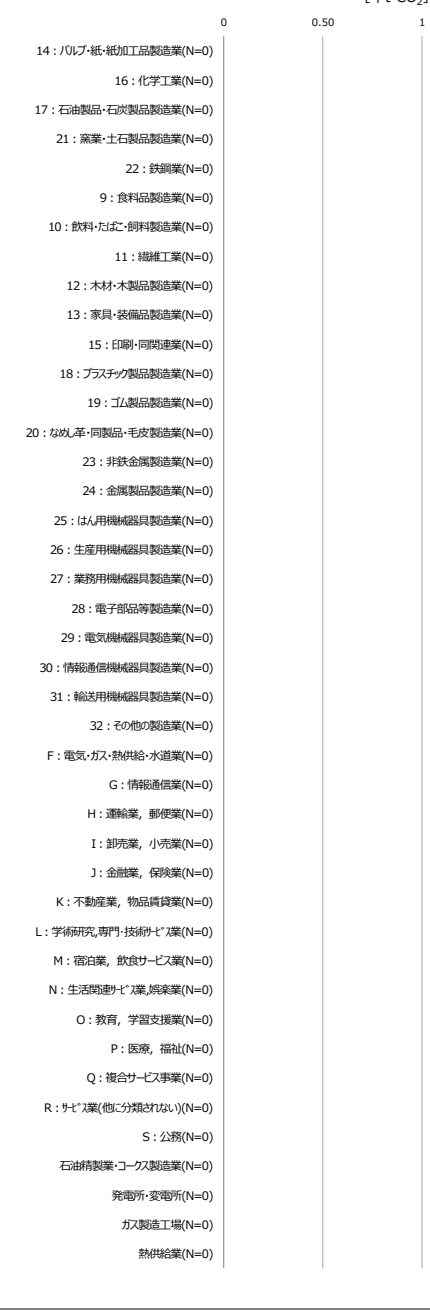 [千t-CO2]
0 0.50 1
14：パルプ・紙・紙加工品製造業(N=0)
16：化学工業(N=0)
17：石油製品・石炭製品製造業(N=0)
21：窯業・土石製品製造業(N=0)
22：鉄鋼業(N=0)
9：食料品製造業(N=0)
10：飲料・たばこ・飼料製造業(N=0)
11：繊維工業(N=0)
12：木材・木製品製造業(N=0)
13：家具・装備品製造業(N=0)
15：印刷・同関連業(N=0)
18：プラスチック製品製造業(N=0)
19：ゴム製品製造業(N=0)
20：なめし革・同製品・毛皮製造業(N=0)
23：非鉄金属製造業(N=0)
24：金属製品製造業(N=0)
25：はん用機械器具製造業(N=0)
26：生産用機械器具製造業(N=0)
27：業務用機械器具製造業(N=0)
28：電子部品等製造業(N=0)
29：電気機械器具製造業(N=0)
30：情報通信機械器具製造業(N=0)
31：輸送用機械器具製造業(N=0)
32：その他の製造業(N=0)
F：電気・ガス・熱供給・水道業(N=0)
G：情報通信業(N=0)
H：運輸業，郵便業(N=0)
I：卸売業，小売業(N=0)
J：金融業，保険業(N=0)
K：不動産業，物品賃貸業(N=0)
L：学術研究,専門・技術ｻｰﾋﾞｽ業(N=0)
M：宿泊業，飲食サービス業(N=0)
N：生活関連ｻｰﾋﾞｽ業,娯楽業(N=0)
O：教育，学習支援業(N=0)
P：医療，福祉(N=0)
Q：複合サービス事業(N=0)
R：ｻｰﾋﾞｽ業(他に分類されない)(N=0)
S：公務(N=0)
石油精製業・コークス製造業(N=0)
発電所・変電所(N=0)
ガス製造工場(N=0)
熱供給業(N=0)